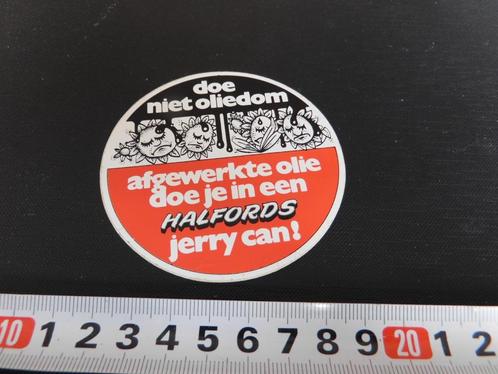 doe
niet oliedom
afgewerkte olie
doe je in een
HALFORDS
jerry can!
10 1 2 3 4 5 6 7 8 9 20 1 2